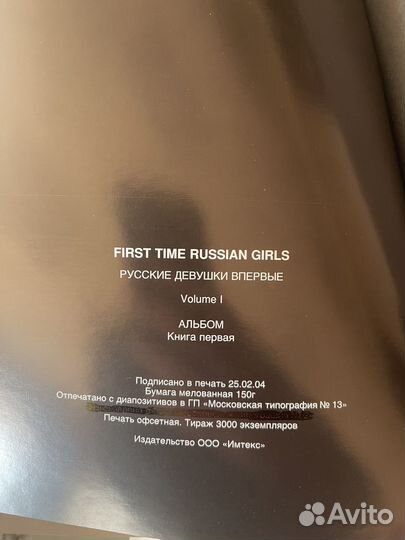 FIRST TIME RUSSIAN GIRLS
РУССКИЕ ДЕВУШКИ ВПЕРВЫЕ
Volume I
АЛЬБОМ
Книга первая
Подписано в печать 25.02.04
Бумага мелованная 150г
Отпечатано с диапозитивов в ГП «Московская типография № 13»
Печать офсетная. Тираж 3000 экземпляров
Издательство ООО «Имтекс»
Avito